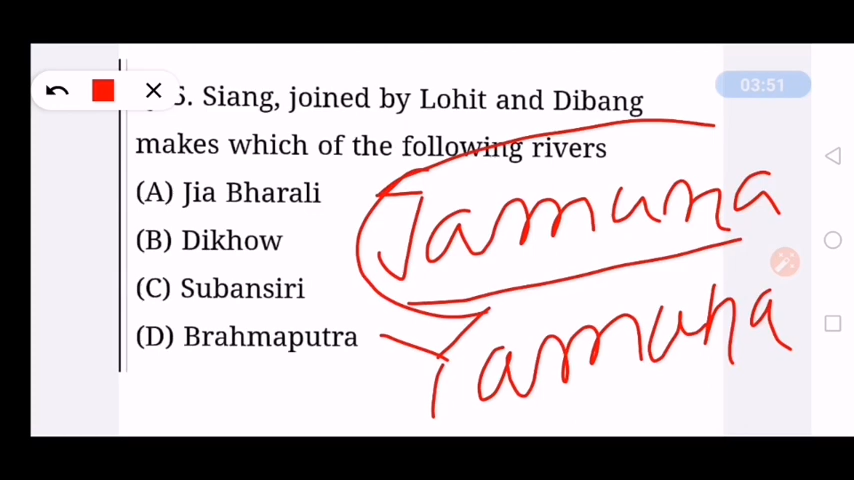 03:51
5. Siang, joined by Lohit and Dibang
makes which of the following rivers
(A) Jia Bharali
(B) Dikhow
(C) Subansiri
(D) Brahmaputra
Jamuna
Yamuna